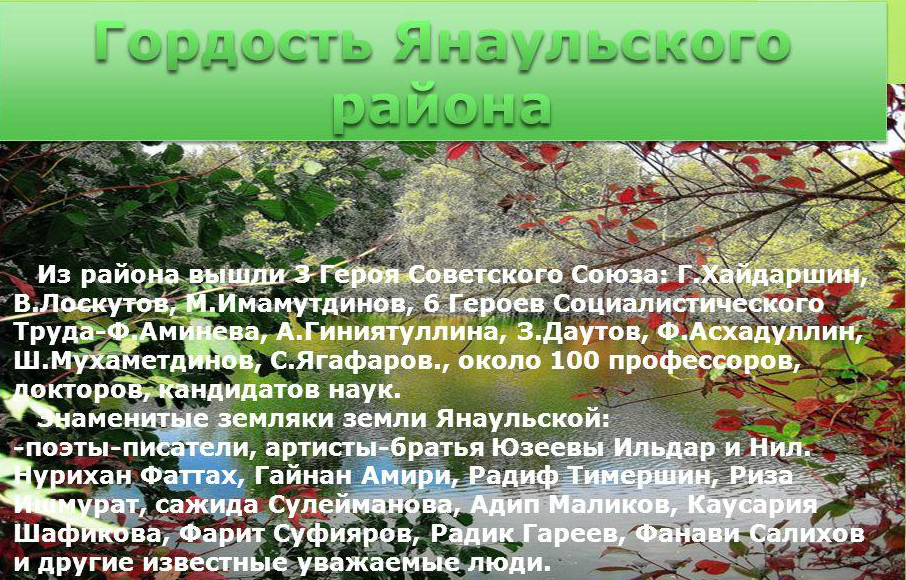 Гордость Янаульского
района
Из района вышли 3 Героя Советского Союза: Г.Хайдаршин,
В.Лоскутов, М.Имамутдинов, 6 Героев Социалистического
Труда-Ф.Аминева, А.Гиниятуллина, З.Даутов, Ф.Асхадуллин,
Ш.Мухаметдинов, С.Ягафаров., около 100 профессоров,
докторов, кандидатов наук.
Знаменитые земляки земли Янаульской:
-поэты-писатели, артисты-братья Юзеевы Ильдар и Нил.
Нурихан Фаттах, Гайнан Амири, Радиф Тимершин, Риза
Ишмурат, сажида Сулейманова, Адип Маликов, Каусария
Шафикова, Фарит Суфияров, Радик Гареев, Фанави Салихов
и другие известные уважаемые люди.